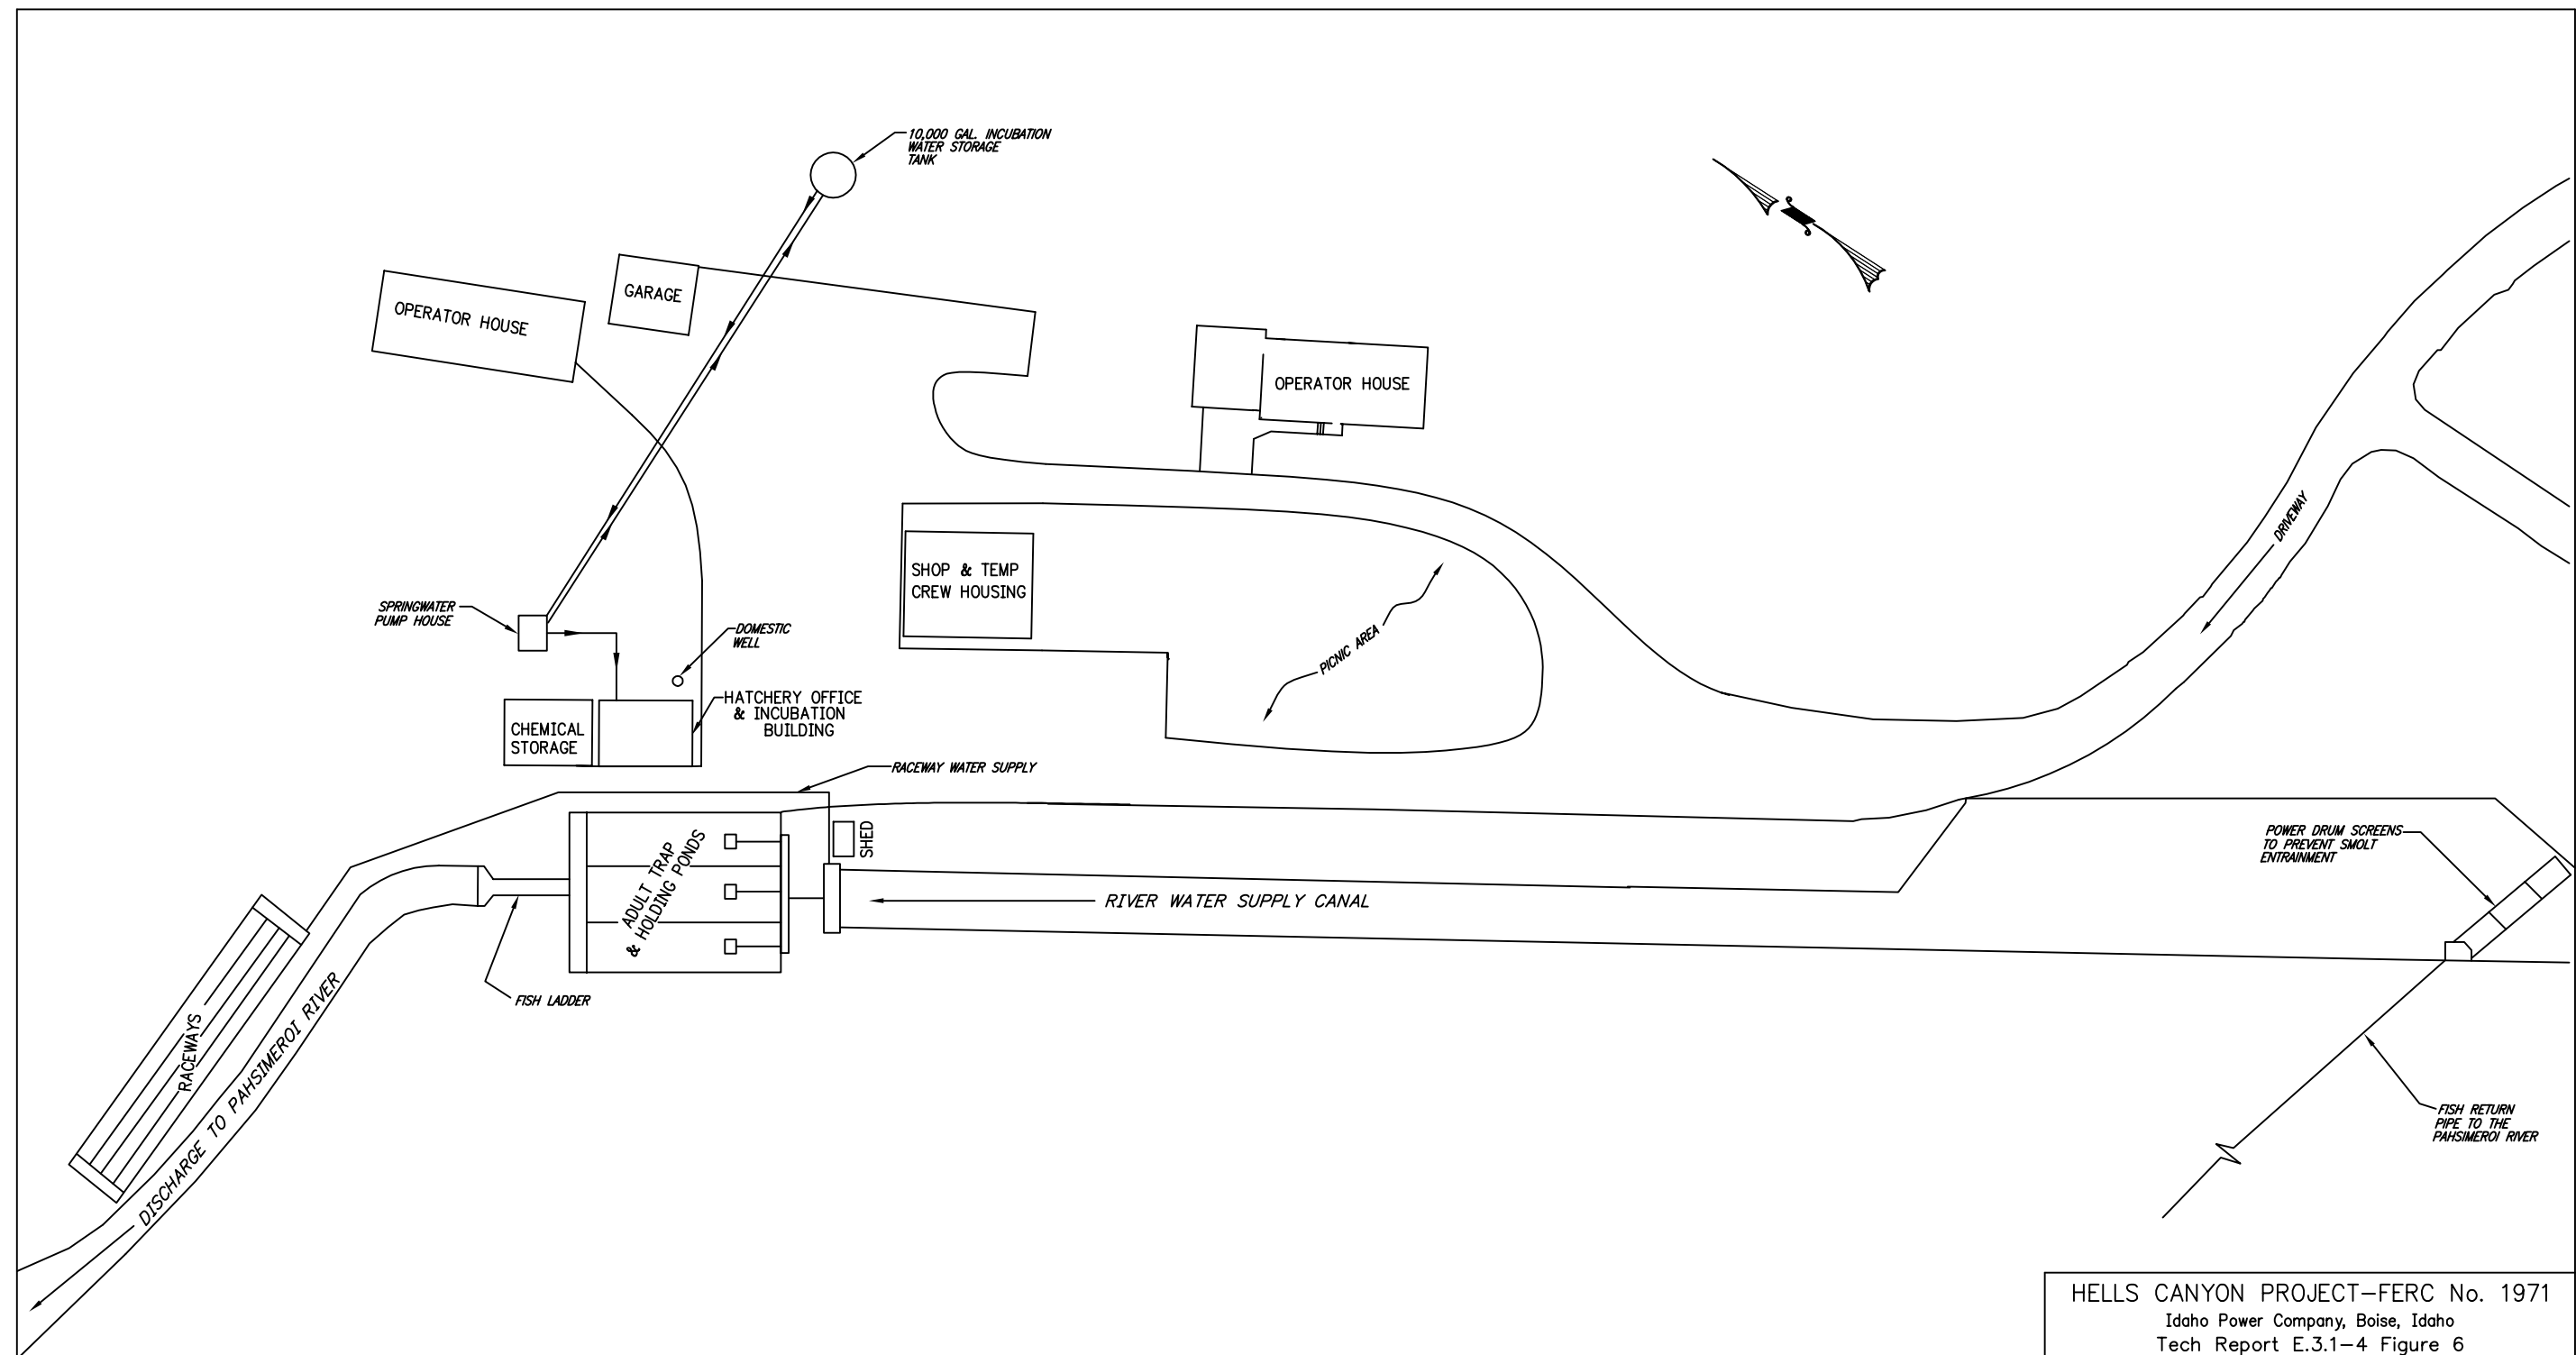 10,000 GAL. INCUBATION
WATER STORAGE
TANK
GARAGE
OPERATOR HOUSE
OPERATOR HOUSE
DRIVEWAY
SHOP & TEMP
CREW HOUSING
PICNIC AREA
SPRINGWATER
PUMP HOUSE
DOMESTIC
WELL
HATCHERY OFFICE
& INCUBATION
BUILDING
CHEMICAL
STORAGE
RACEWAY WATER SUPPLY
SHED
ADULT TRAP
& HOLDING PONDS
POWER DRUM SCREENS
TO PREVENT SMOLT
ENTRAINMENT
RIVER WATER SUPPLY CANAL
FISH LADDER
RACEWAYS
DISCHARGE TO PAHSIMEROI RIVER
FISH RETURN
PIPE TO THE
PAHSIMEROI RIVER
HELLS CANYON PROJECT-FERC No. 1971
Idaho Power Company, Boise, Idaho
Tech Report E.3.1-4 Figure 6